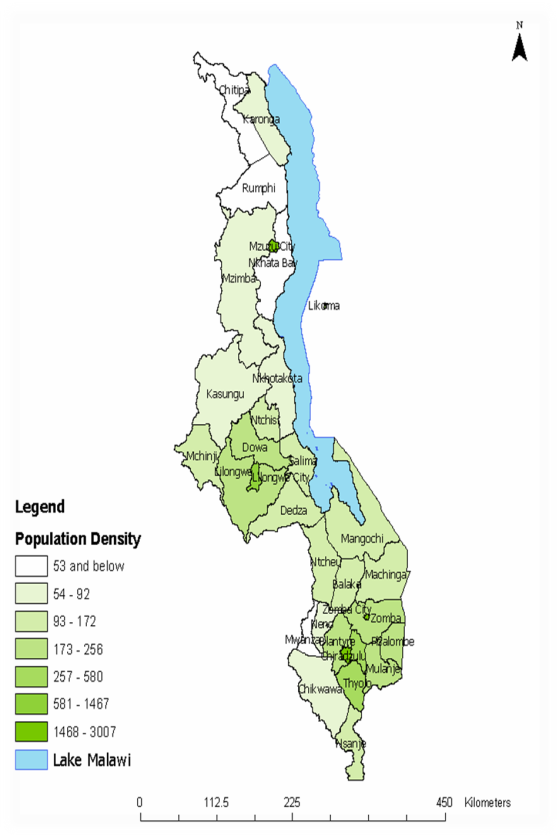 N
Chitipa
Karonga
Rumphi
Mzuzu City
Nkhata Bay
Mzimba
Likoma
Nkhotakota
Kasungu
Ntchisi
Dowa
Mchinji
Salima
Lilongwe
Lilongwe City
Dedza
Mangochi
Ntcheu
Machinga
Balaka
Zomba City
Zomba
Neno
Mwanza
Blantyre
Phalombe
Chiradzulu
Mulanje
Thyolo
Chikwawa
Nsanje
Legend
Population Density
53 and below
54 - 92
93 - 172
173 - 256
257 - 580
581 - 1467
1468 - 3007
Lake Malawi
0 112.5 225 450 Kilometers